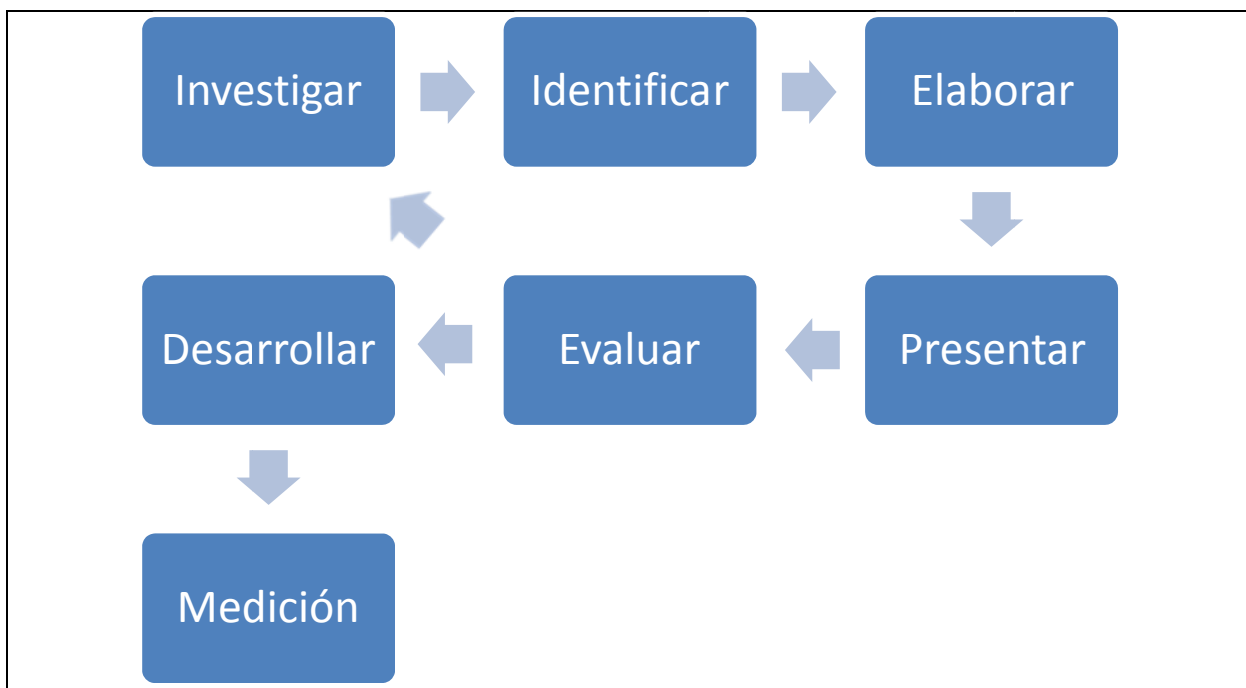 Investigar
Identificar
Elaborar
Presentar
Evaluar
Desarrollar
Medición